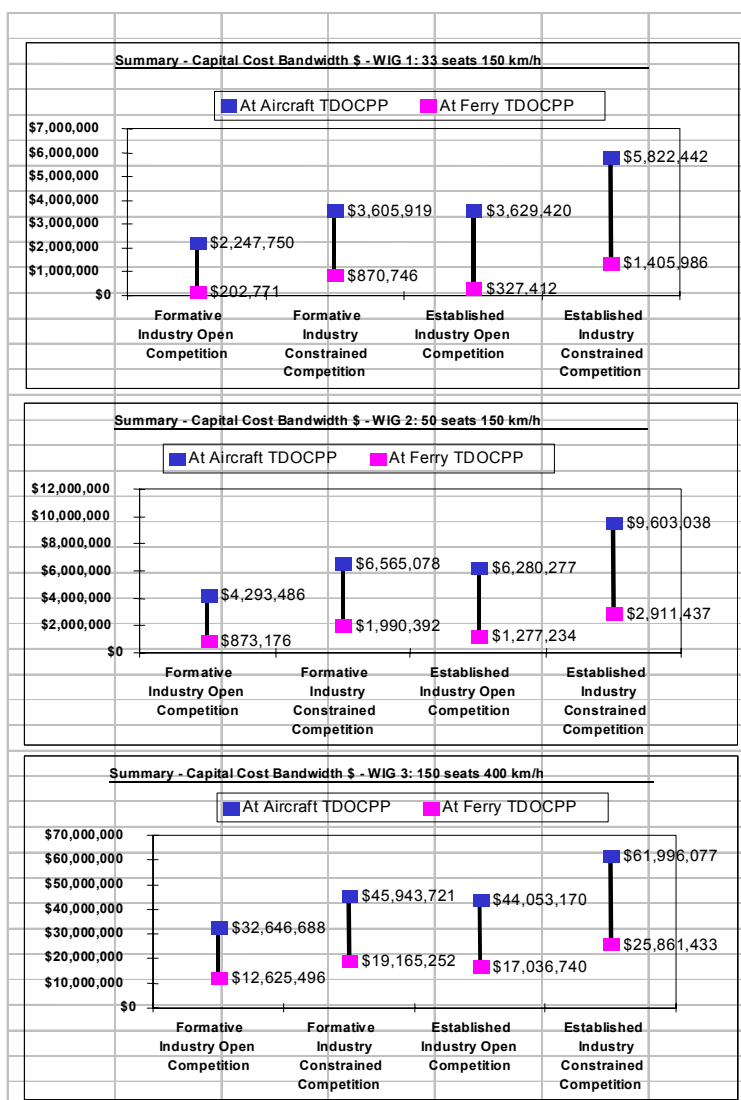 Summary - Capital Cost Bandwidth $ - WIG 1: 33 seats 150 km/h
At Aircraft TDOCPP At Ferry TDOCPP
$7,000,000
$6,000,000
$5,000,000
$4,000,000
$3,000,000
$2,000,000
$1,000,000
$0
$2,247,750
$202,771
$3,605,919
$870,746
$3,629,420
$327,412
$5,822,442
$1,405,986
Formative Industry Open Competition
Formative Industry Constrained Competition
Established Industry Open Competition
Established Industry Constrained Competition
Summary - Capital Cost Bandwidth $ - WIG 2: 50 seats 150 km/h
At Aircraft TDOCPP At Ferry TDOCPP
$12,000,000
$10,000,000
$8,000,000
$6,000,000
$4,000,000
$2,000,000
$0
$4,293,486
$873,176
$6,565,078
$1,990,392
$6,280,277
$1,277,234
$9,603,038
$2,911,437
Formative Industry Open Competition
Formative Industry Constrained Competition
Established Industry Open Competition
Established Industry Constrained Competition
Summary - Capital Cost Bandwidth $ - WIG 3: 150 seats 400 km/h
At Aircraft TDOCPP At Ferry TDOCPP
$70,000,000
$60,000,000
$50,000,000
$40,000,000
$30,000,000
$20,000,000
$10,000,000
$0
$32,646,688
$12,625,496
$45,943,721
$19,165,252
$44,053,170
$17,036,740
$61,996,077
$25,861,433
Formative Industry Open Competition
Formative Industry Constrained Competition
Established Industry Open Competition
Established Industry Constrained Competition